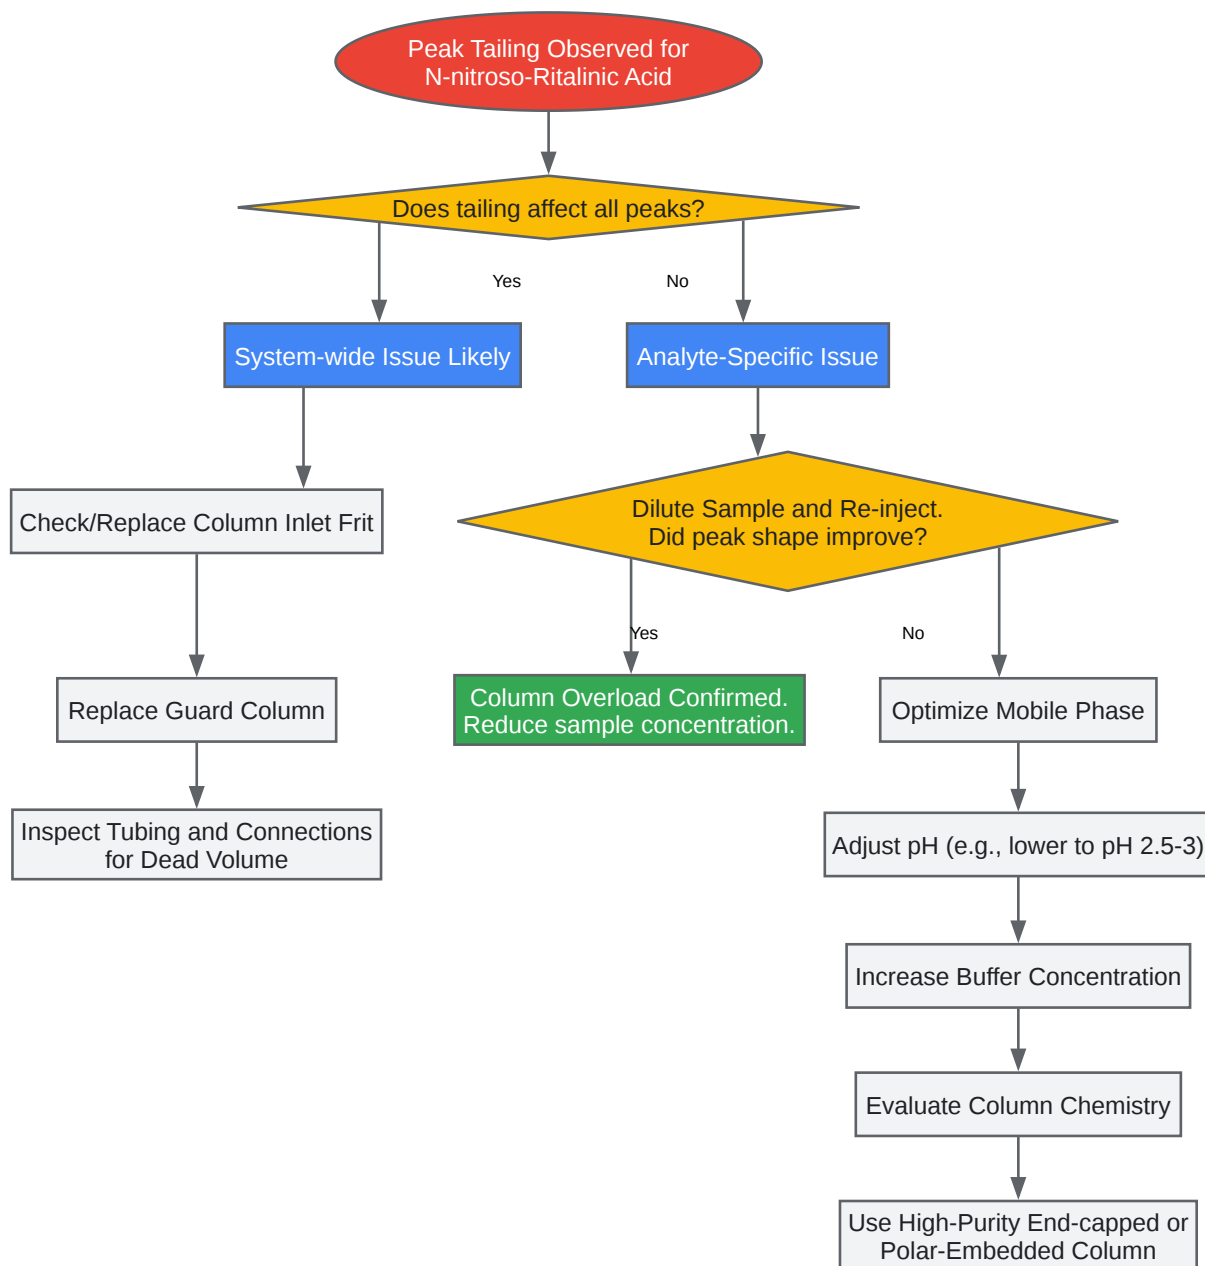 Peak Tailing Observed for
N-nitroso-Ritalinic Acid
Does tailing affect all peaks?
Yes
No
System-wide Issue Likely
Analyte-Specific Issue
Check/Replace Column Inlet Frit
Dilute Sample and Re-inject.
Did peak shape improve?
Yes
No
Replace Guard Column
Column Overload Confirmed.
Reduce sample concentration.
Optimize Mobile Phase
Inspect Tubing and Connections
for Dead Volume
Adjust pH (e.g., lower to pH 2.5-3)
Increase Buffer Concentration
Evaluate Column Chemistry
Use High-Purity End-capped or
Polar-Embedded Column